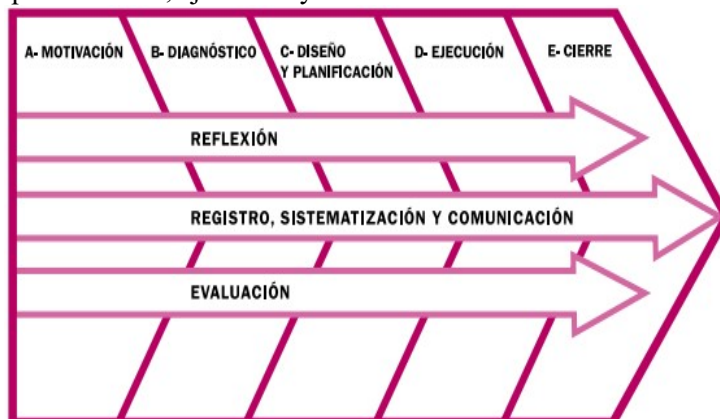 A- MOTIVACIÓN
B- DIAGNÓSTICO
C- DISEÑO
Y PLANIFICACIÓN
D- EJECUCIÓN
E- CIERRE
REFLEXIÓN
REGISTRO, SISTEMATIZACIÓN Y COMUNICACIÓN
EVALUACIÓN